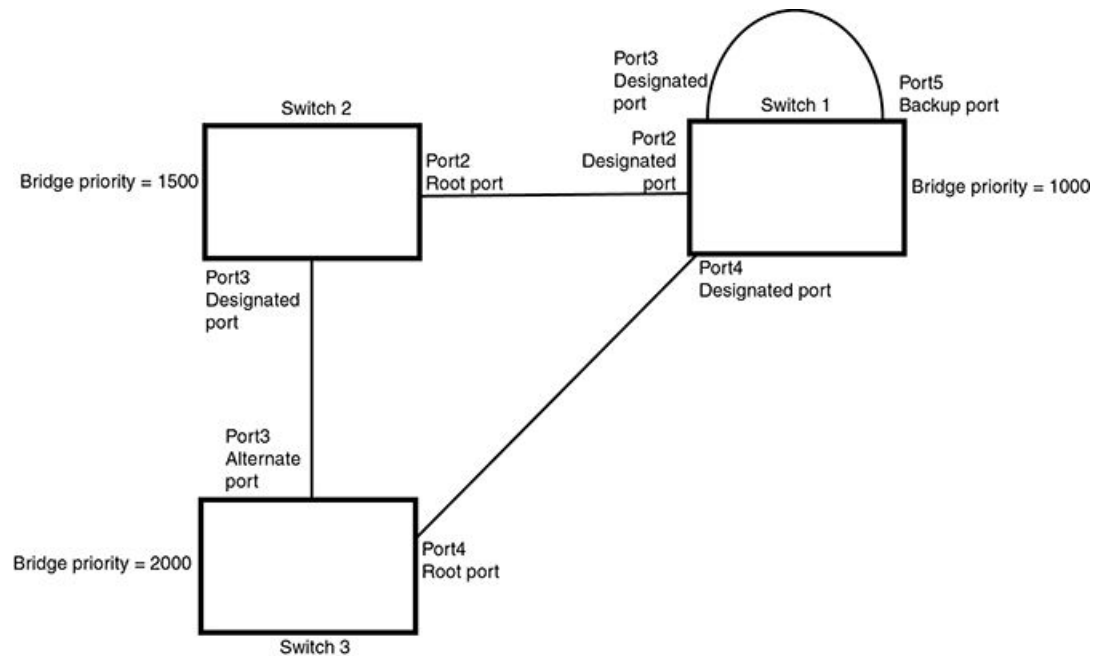 Port3
Designated
port
Switch 1
Port5
Backup port
Switch 2
Port2
Designated
port
Bridge priority = 1500
Port2
Root port
Bridge priority = 1000
Port3
Designated
port
Port4
Designated port
Port3
Alternate
port
Bridge priority = 2000
Port4
Root port
Switch 3